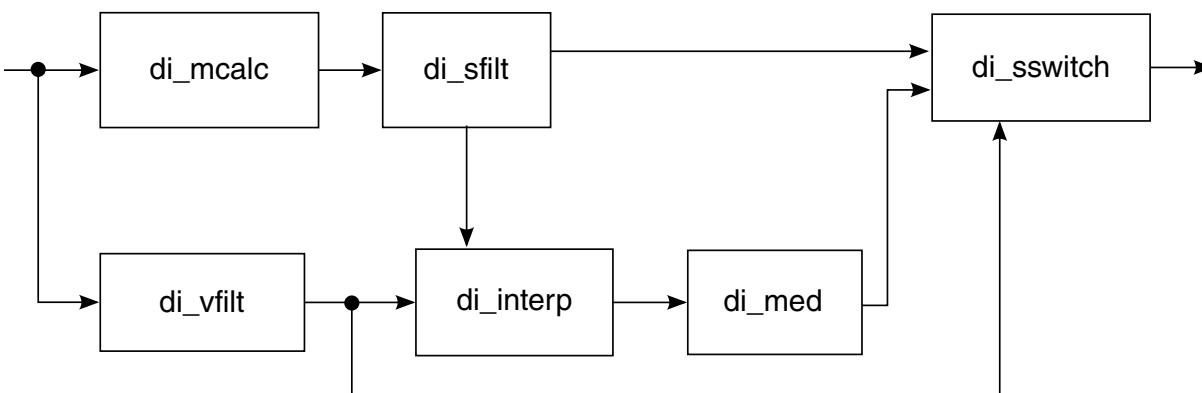 di_mcalc
di_sfilt
di_sswitch
di_vfilt
di_interp
di_med